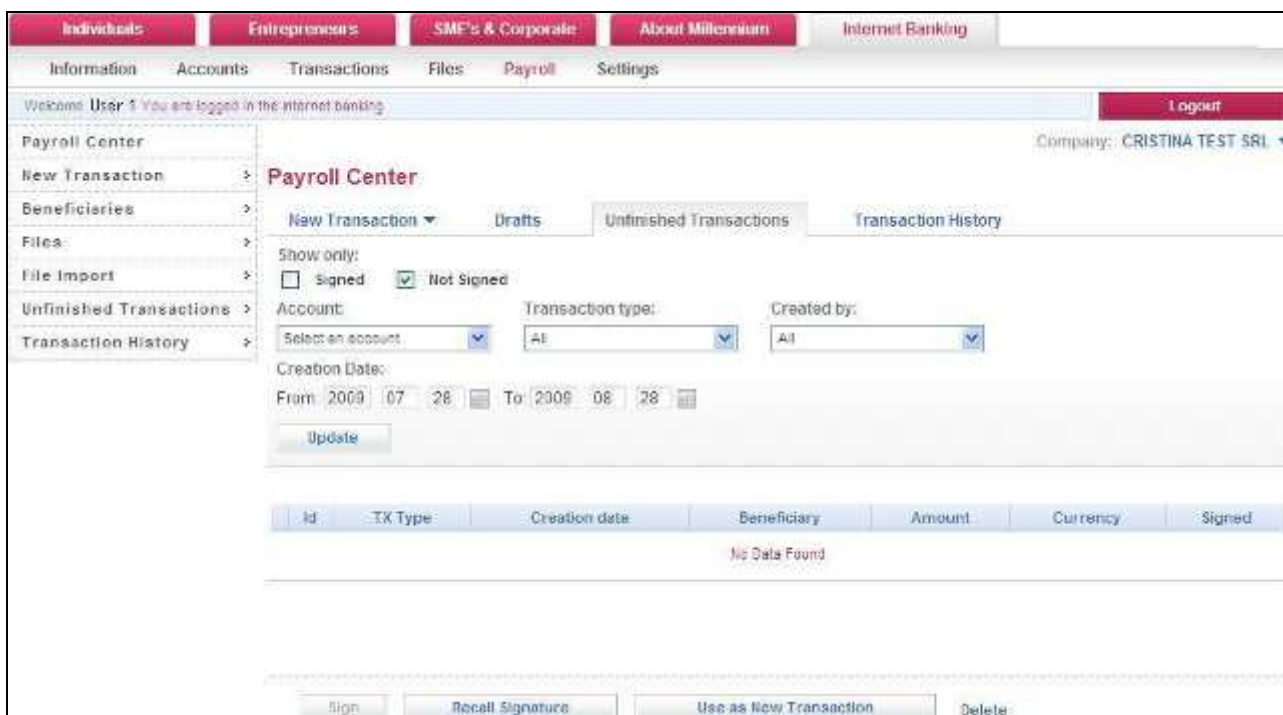 Individuals Entrepreneurs SME's & Corporate About Millennium Internet Banking
Information Accounts Transactions Files Payroll Settings
Welcome User 1 You are logged in the internet banking Logout
Company: CRISTINA TEST SRL
Payroll Center
New Transaction
Beneficiaries
Files
File Import
Unfinished Transactions
Transaction History
Payroll Center
New Transaction Drafts Unfinished Transactions Transaction History
Show only:
Signed Not Signed
Account: Transaction type: Created by:
Select an account All All
Creation Date:
From 2009 07 28 To 2009 08 28
Update
Id TX Type Creation date Beneficiary Amount Currency Signed
No Data Found
Sign Recall Signature Use as New Transaction Delete